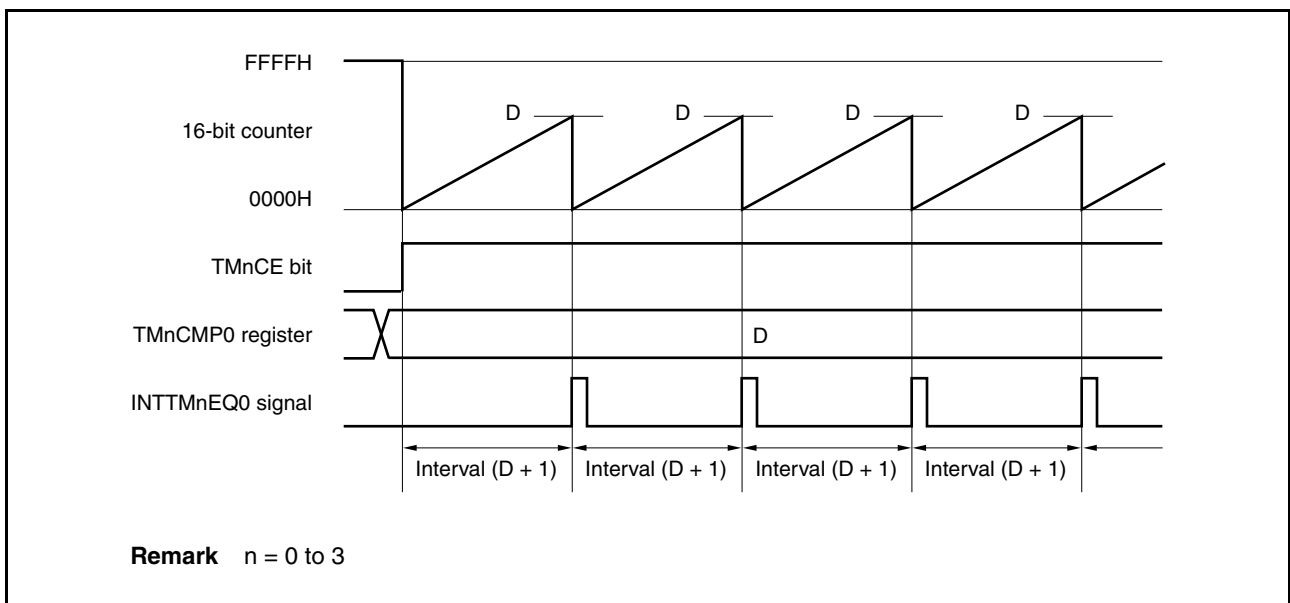 FFFFH
D D D D
16-bit counter
0000H
TMnCE bit
TMnCMP0 register D
INTTMnEQ0 signal
Interval (D + 1) Interval (D + 1) Interval (D + 1) Interval (D + 1)
Remark n = 0 to 3